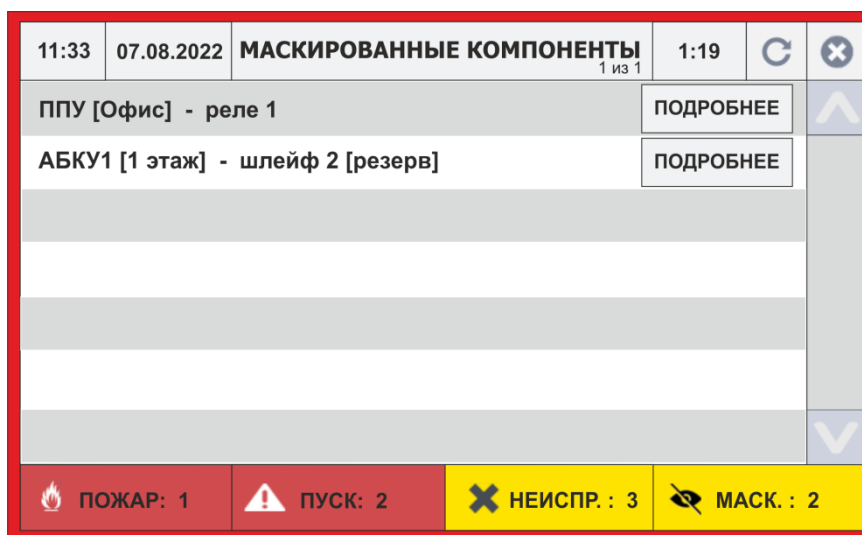 11:33 07.08.2022 МАСКИРОВАННЫЕ КОМПОНЕНТЫ 1:19
1 из 1
ППУ [Офис] - реле 1 ПОДРОБНЕЕ
АБКУ1 [1 этаж] - шлейф 2 [резерв] ПОДРОБНЕЕ
ПОЖАР: 1 ПУСК: 2 НЕИСПР. : 3 МАСК. : 2